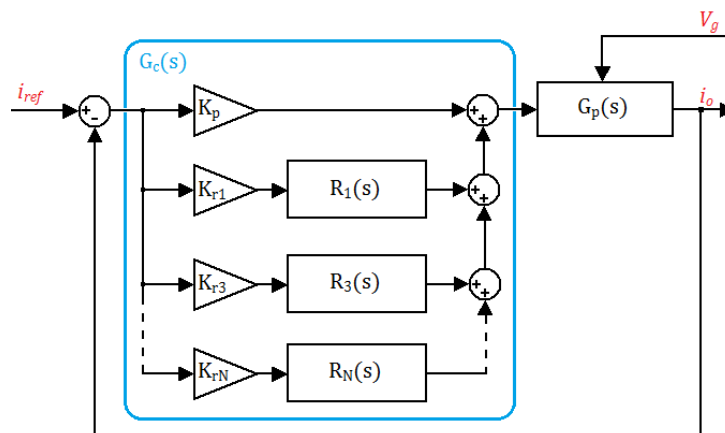 V_g
G_c(s)
i_ref + - K_p + + G_p(s) i_o
K_r1 R_1(s) + +
K_r3 R_3(s) + +
K_rN R_N(s)